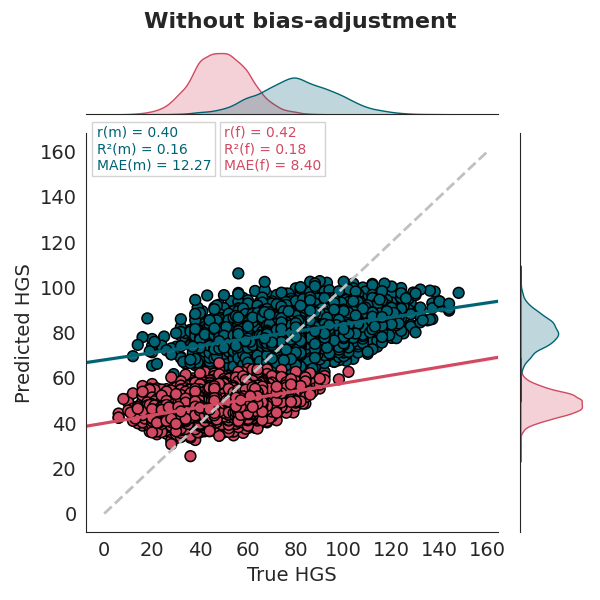 Without bias-adjustment
r(m) = 0.40
R²(m) = 0.16
MAE(m) = 12.27
r(f) = 0.42
R²(f) = 0.18
MAE(f) = 8.40
160
140
120
100
80
60
40
20
0
Predicted HGS
0 20 40 60 80 100 120 140 160
True HGS